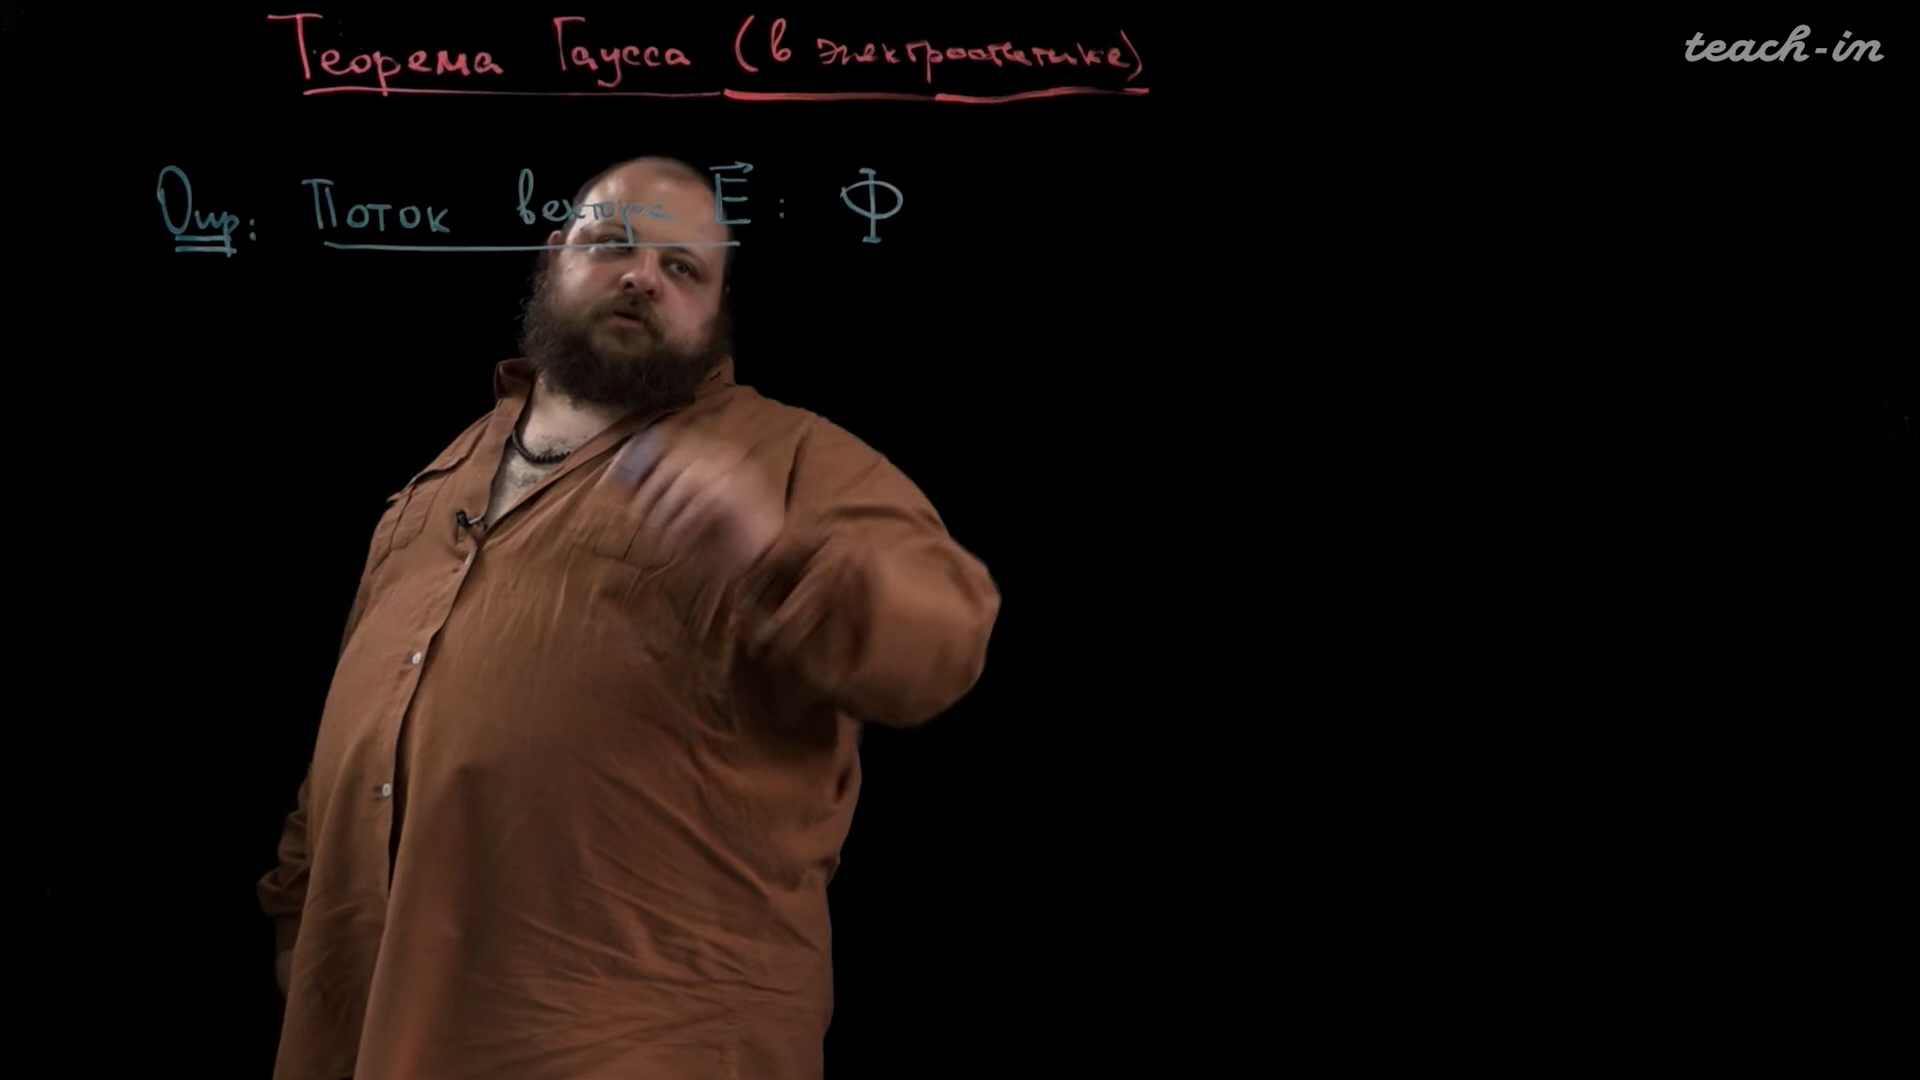 teach-in
Теорема Гаусса (в электростатике)
Опр: Поток вектора E⃗ : Ф